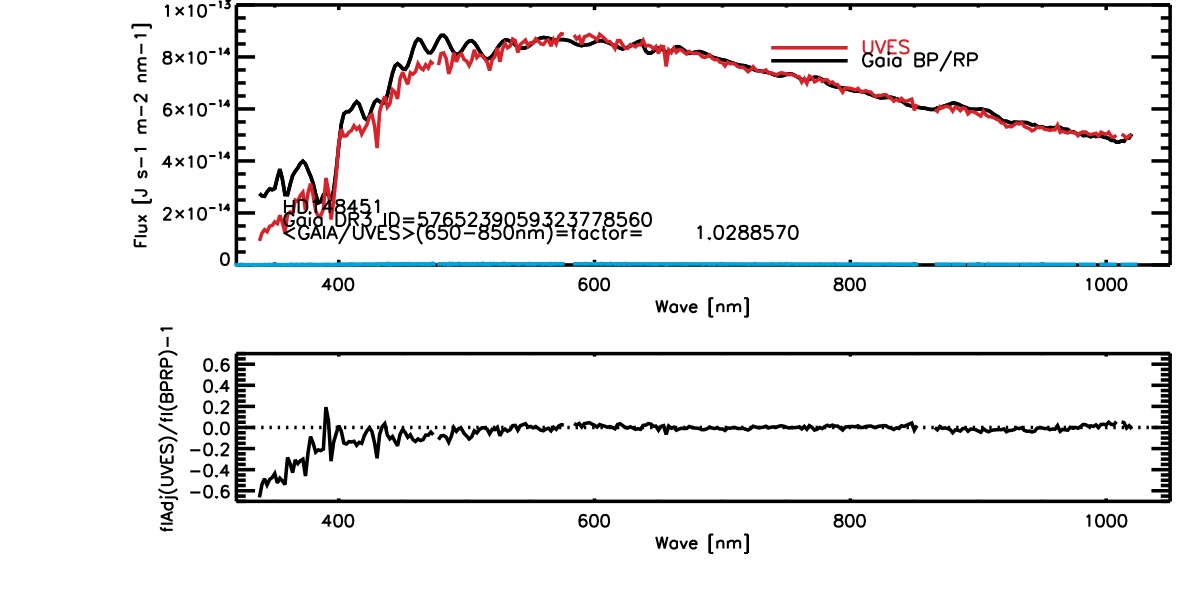 1×10-13
8×10-14
6×10-14
4×10-14
2×10-14
0
Flux [J s-1 m-2 nm-1]
UVES
Gaia BP/RP
HD148451
Gaia DR3 ID=5765239059323778560
<GAIA/UVES>(650-850nm)=factor= 1.0288570
400 600 800 1000
Wave [nm]
flAdj(UVES)/fl(BPRP)-1
0.6
0.4
0.2
0.0
-0.2
-0.4
-0.6
400 600 800 1000
Wave [nm]